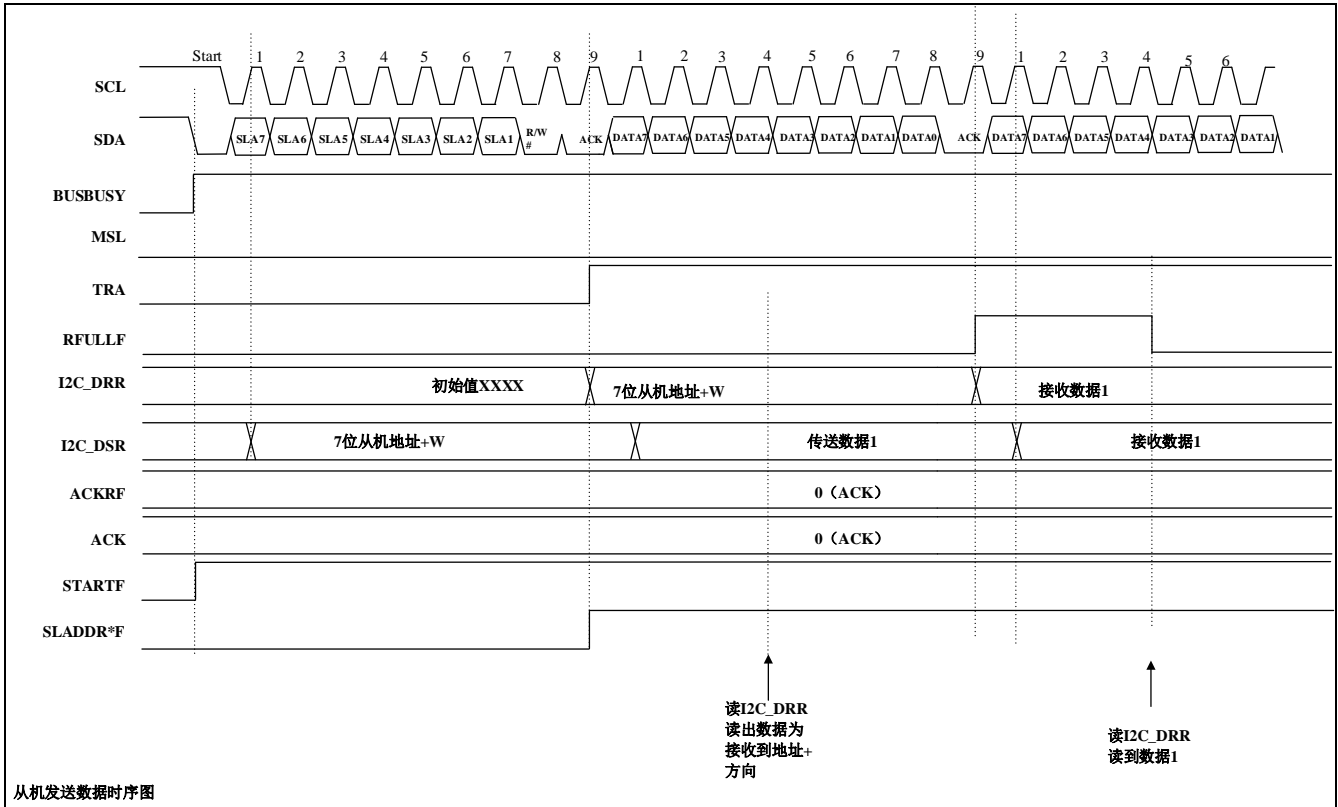 Start 1 2 3 4 5 6 7 8 9 1 2 3 4 5 6 7 8 9 1 2 3 4 5 6
SCL
SDA SLA7 SLA6 SLA5 SLA4 SLA3 SLA2 SLA1 R/W ACK DATA7 DATA6 DATA5 DATA4 DATA3 DATA2 DATA1 DATA0 ACK DATA7 DATA6 DATA5 DATA4 DATA3 DATA2 DATA1
#
BUSBUSY
MSL
TRA
RFULLF
I2C_DRR 初始值XXXX 7位从机地址+W 接收数据1
I2C_DSR 7位从机地址+W 传送数据1 接收数据1
ACKRF 0（ACK）
ACK 0（ACK）
STARTF
SLADDR*F
读I2C_DRR
读出数据为
接收到地址+
方向
读I2C_DRR
读到数据1
从机发送数据时序图